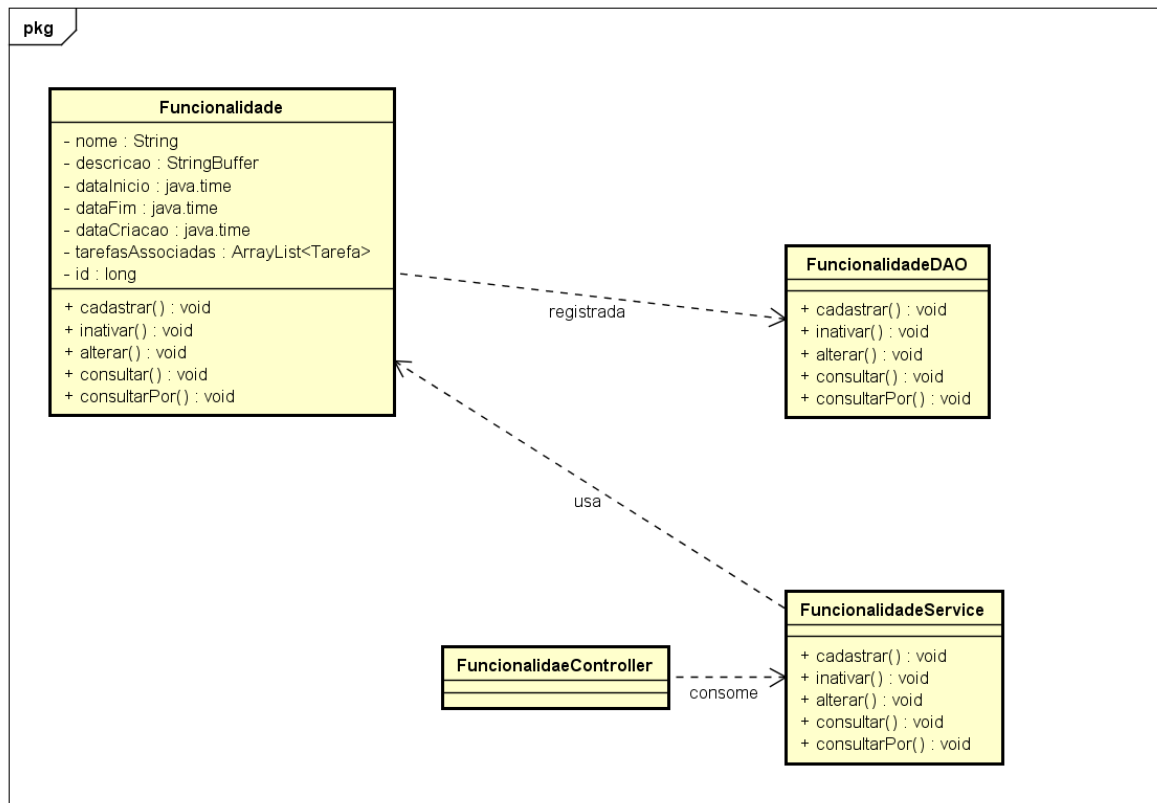 pkg
Funcionalidade
- nome : String
- descricao : StringBuffer
- dataInicio : java.time
- dataFim : java.time
- dataCriacao : java.time
- tarefasAssociadas : ArrayList<Tarefa>
- id : long
+ cadastrar() : void
+ inativar() : void
+ alterar() : void
+ consultar() : void
+ consultarPor() : void
registrada
FuncionalidadeDAO
+ cadastrar() : void
+ inativar() : void
+ alterar() : void
+ consultar() : void
+ consultarPor() : void
usa
FuncionalidaeController
consome
FuncionalidadeService
+ cadastrar() : void
+ inativar() : void
+ alterar() : void
+ consultar() : void
+ consultarPor() : void